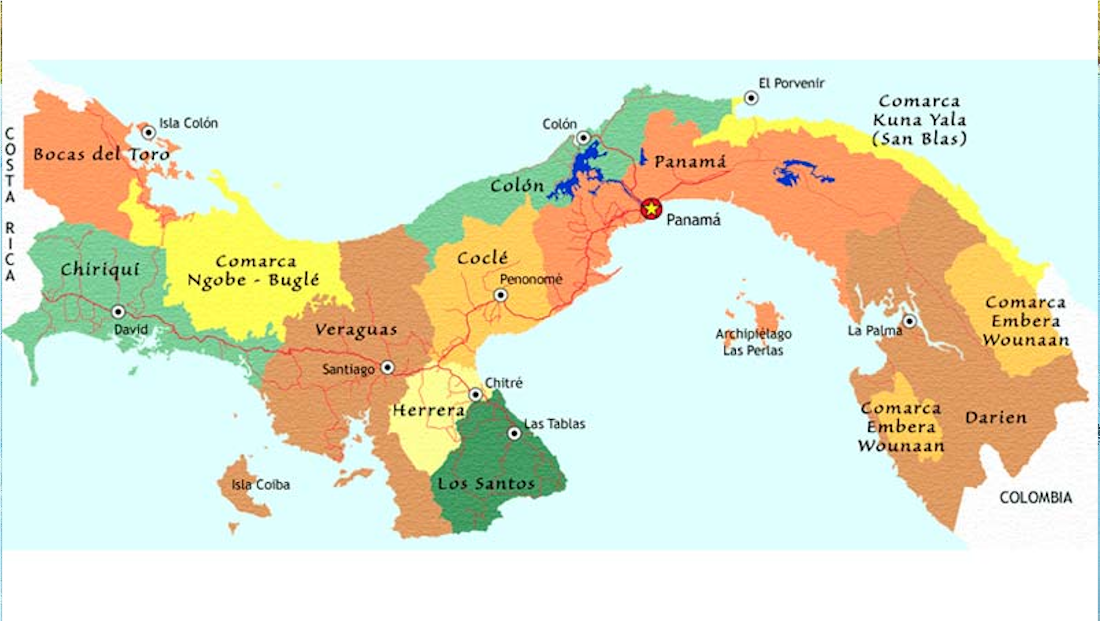 COSTA RICA
Bocas del Toro
Isla Colón
Chiriquí
David
Comarca
Ngobe - Buglé
Veraguas
Santiago
Isla Coiba
Colón
Colón
Coclé
Penonomé
Herrera
Chitré
Las Tablas
Los Santos
Panamá
Panamá
El Porvenir
Comarca
Kuna Yala
(San Blas)
Archipiélago
Las Perlas
La Palma
Comarca
Embera
Wounaan
Comarca
Embera
Wounaan
Darien
COLOMBIA